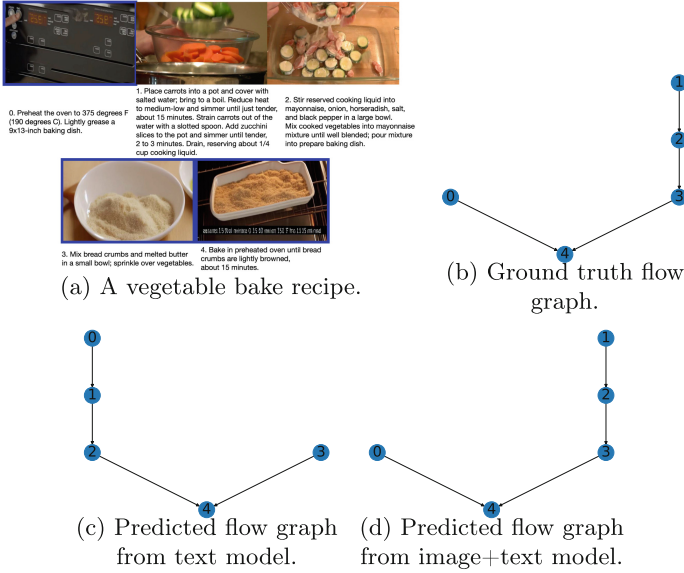 0. Preheat the oven to 375 degrees F
(190 degrees C). Lightly grease a
9x13-inch baking dish.
1. Place carrots into a pot and cover with
salted water; bring to a boil. Reduce heat
to medium-low and simmer until just tender,
about 15 minutes. Strain carrots out of the
water with a slotted spoon. Add zucchini
slices to the pot and simmer until tender,
2 to 3 minutes. Drain, reserving about 1/4
cup cooking liquid.
2. Stir reserved cooking liquid into
mayonnaise, onion, horseradish, salt,
and black pepper in a large bowl.
Mix cooked vegetables into mayonnaise
mixture until well blended; pour mixture
into prepare baking dish.
3. Mix bread crumbs and melted butter
in a small bowl; sprinkle over vegetables.
4. Bake in preheated oven until bread
crumbs are lightly browned,
about 15 minutes.
(a) A vegetable bake recipe.
1
2
0
3
4
(b) Ground truth flow
graph.
0
1
2
3
4
(c) Predicted flow graph
from text model.
1
2
0
3
4
(d) Predicted flow graph
from image+text model.